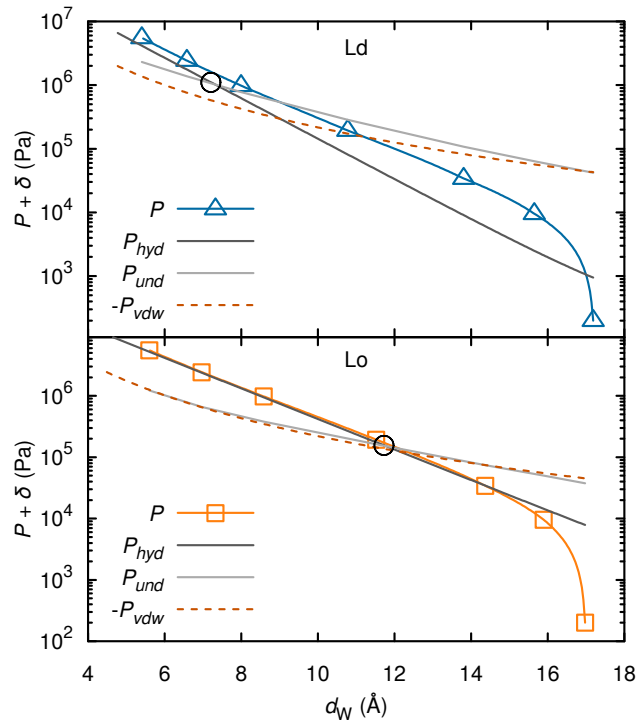 Ld
10^7
10^6
10^5
10^4
10^3
P + δ (Pa)
P
P_hyd
P_und
-P_vdw
Lo
10^6
10^5
10^4
10^3
10^2
P + δ (Pa)
P
P_hyd
P_und
-P_vdw
4 6 8 10 12 14 16 18
d_W (Å)